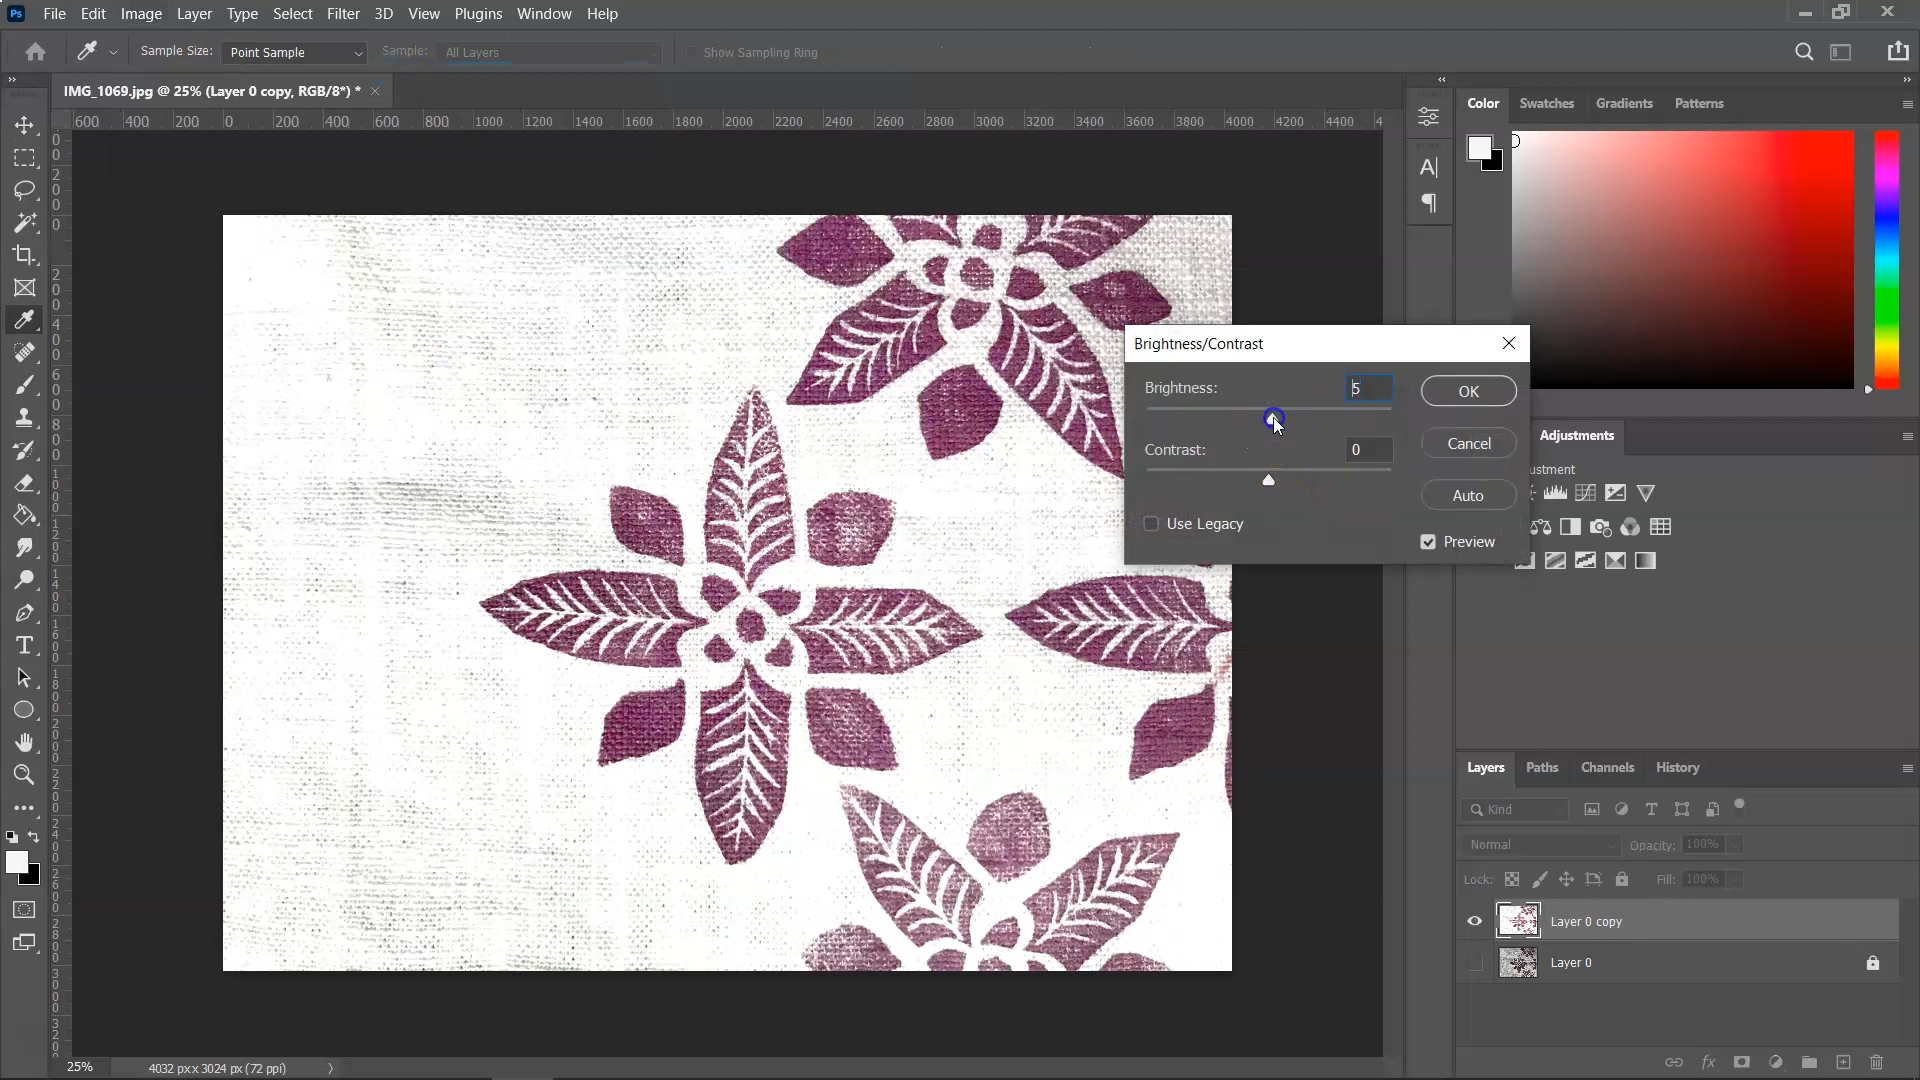 Ps File Edit Image Layer Type Select Filter 3D View Plugins Window Help
Sample Size: Point Sample Sample: All Layers Show Sampling Ring
IMG_1069.jpg @ 25% (Layer 0 copy, RGB/8*) *
600 400 200 0 200 400 600 800 1000 1200 1400 1600 1800 2000 2200 2400 2600 2800 3000 3200 3400 3600 3800 4000 4200 4400 4
Color Swatches Gradients Patterns
Brightness/Contrast
Brightness: 5
OK
Contrast: 0
Cancel
Auto
Use Legacy
Preview
Adjustments
ustment
Layers Paths Channels History
Kind
Normal Opacity: 100%
Lock: Fill: 100%
Layer 0 copy
Layer 0
25% 4032 px x 3024 px (72 ppi)